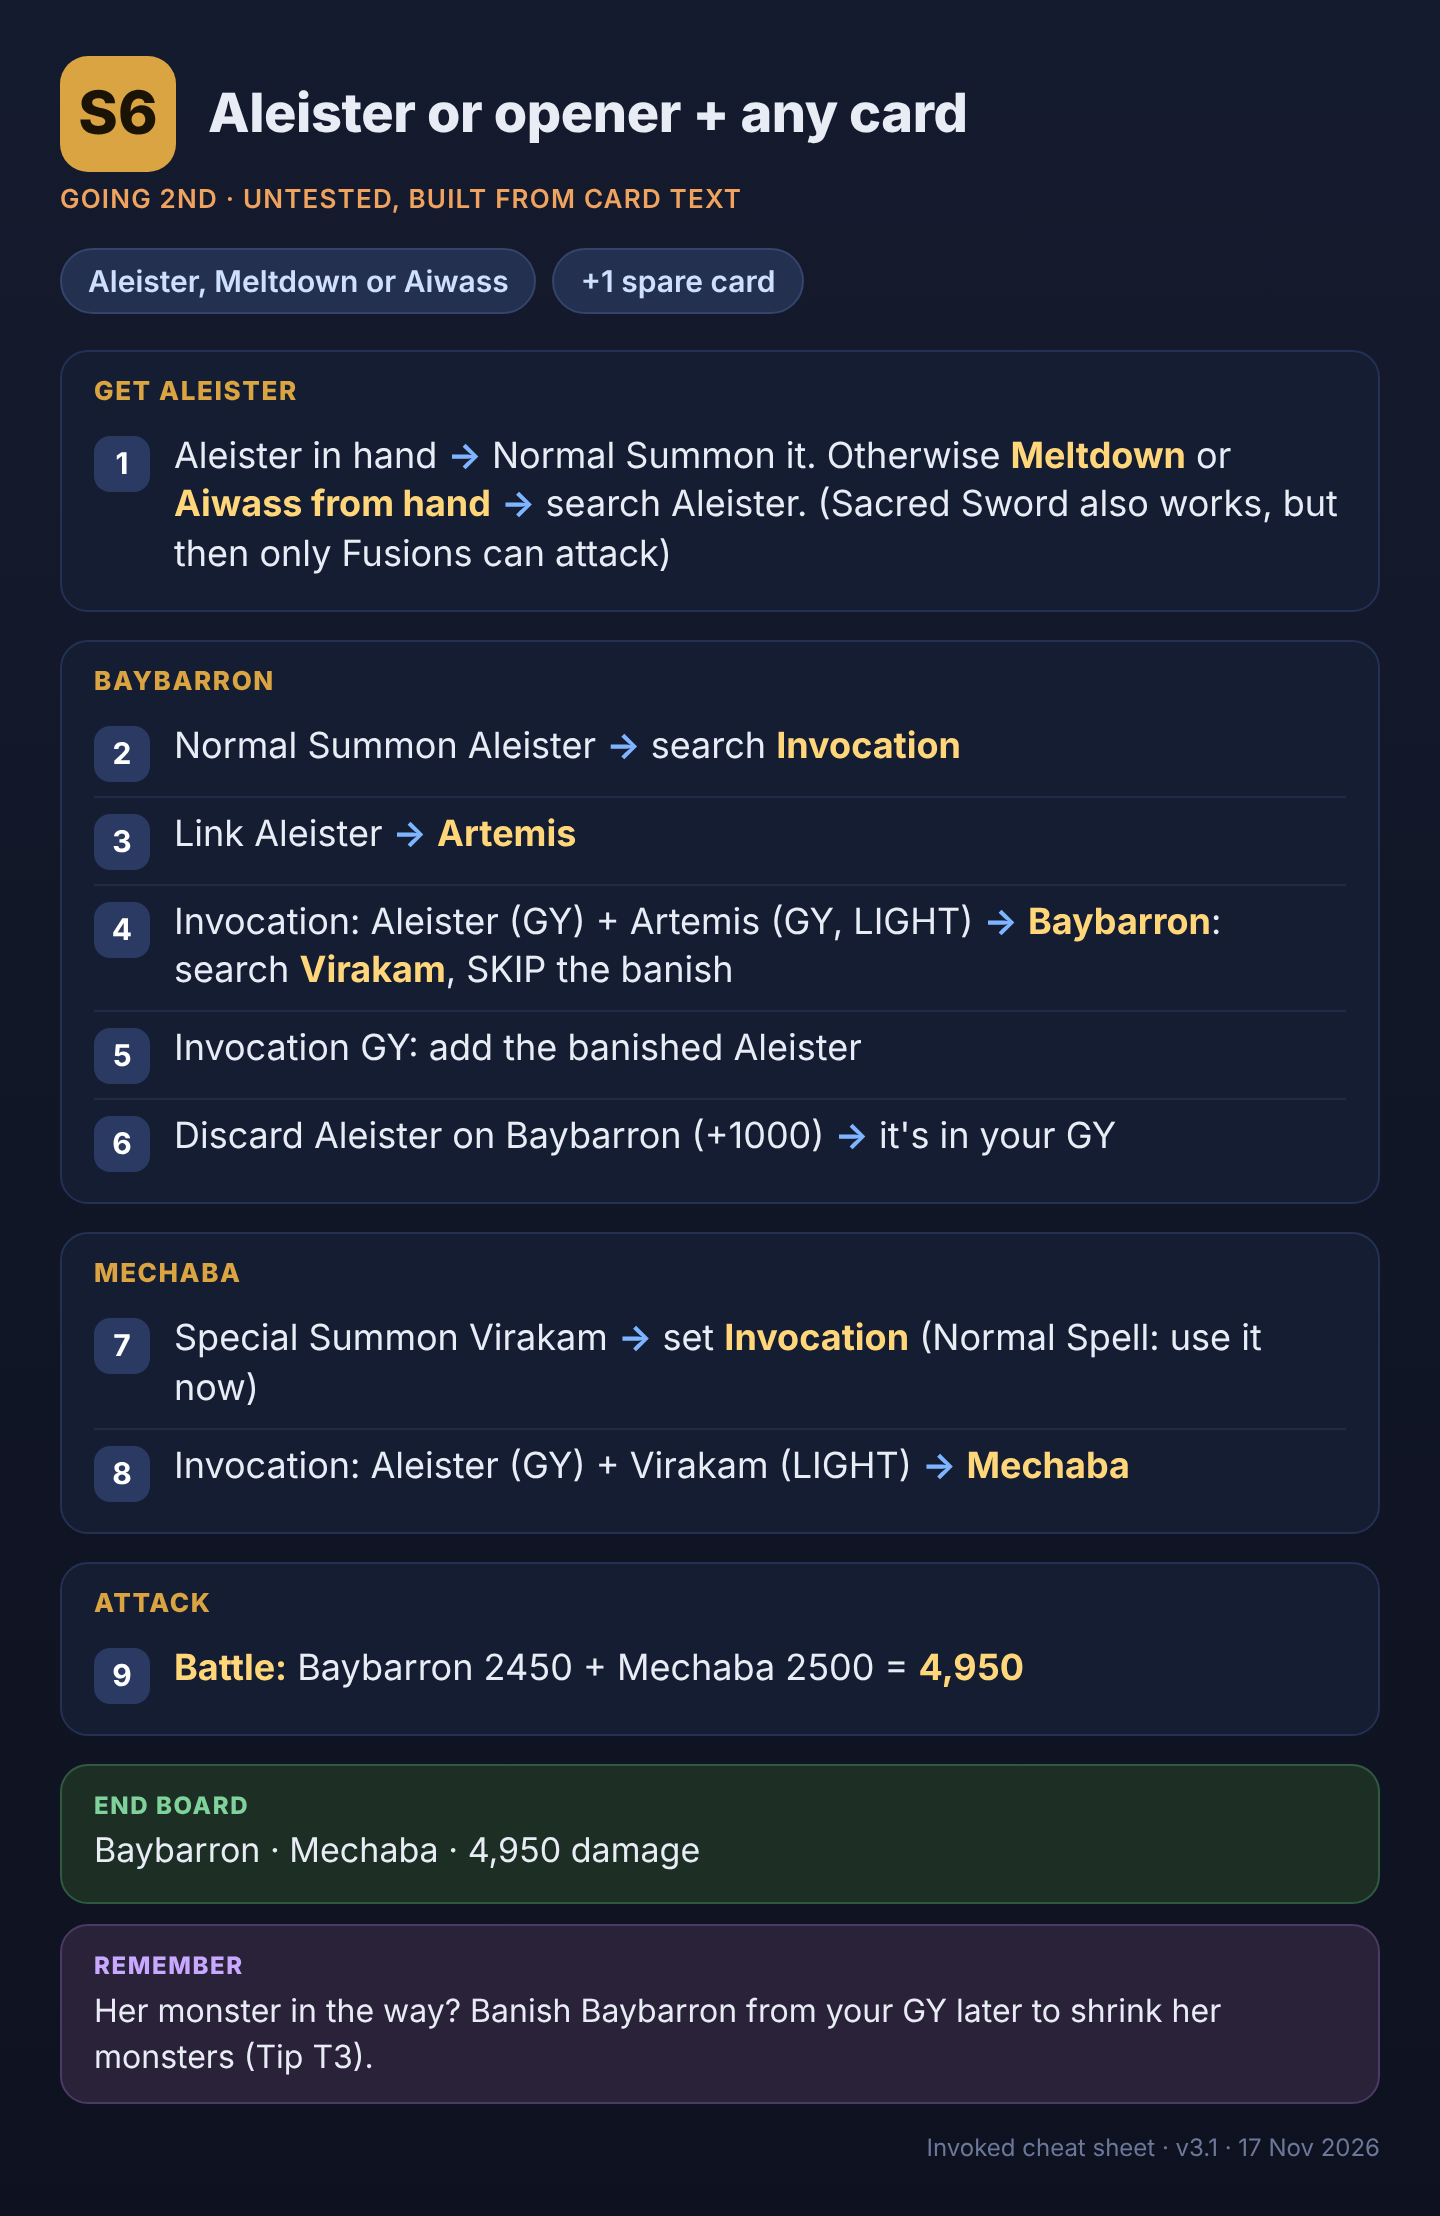 S6
Aleister or opener + any card
GOING 2ND · UNTESTED, BUILT FROM CARD TEXT
Aleister, Meltdown or Aiwass
+1 spare card
GET ALEISTER
1
Aleister in hand → Normal Summon it. Otherwise Meltdown or
Aiwass from hand → search Aleister. (Sacred Sword also works, but
then only Fusions can attack)
BAYBARRON
2
Normal Summon Aleister → search Invocation
3
Link Aleister → Artemis
4
Invocation: Aleister (GY) + Artemis (GY, LIGHT) → Baybarron:
search Virakam, SKIP the banish
5
Invocation GY: add the banished Aleister
6
Discard Aleister on Baybarron (+1000) → it's in your GY
MECHABA
7
Special Summon Virakam → set Invocation (Normal Spell: use it
now)
8
Invocation: Aleister (GY) + Virakam (LIGHT) → Mechaba
ATTACK
9
Battle: Baybarron 2450 + Mechaba 2500 = 4,950
END BOARD
Baybarron · Mechaba · 4,950 damage
REMEMBER
Her monster in the way? Banish Baybarron from your GY later to shrink her
monsters (Tip T3).
Invoked cheat sheet · v3.1 · 17 Nov 2026